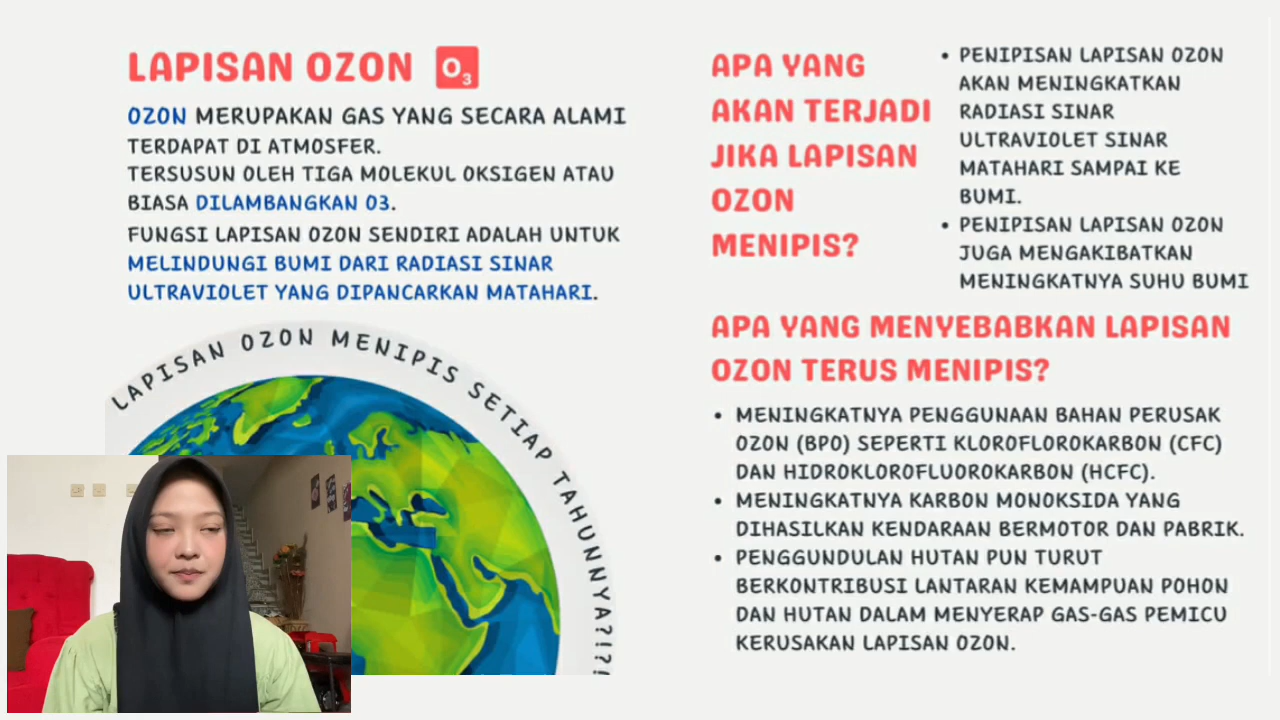 LAPISAN OZON O3
OZON MERUPAKAN GAS YANG SECARA ALAMI
TERDAPAT DI ATMOSFER.
TERSUSUN OLEH TIGA MOLEKUL OKSIGEN ATAU
BIASA DILAMBANGKAN O3.
FUNGSI LAPISAN OZON SENDIRI ADALAH UNTUK
MELINDUNGI BUMI DARI RADIASI SINAR
ULTRAVIOLET YANG DIPANCARKAN MATAHARI.
LAPISAN OZON MENIPIS SETIAP TAHUNNYA?!?!
APA YANG
AKAN TERJADI
JIKA LAPISAN
OZON
MENIPIS?
• PENIPISAN LAPISAN OZON
AKAN MENINGKATKAN
RADIASI SINAR
ULTRAVIOLET SINAR
MATAHARI SAMPAI KE
BUMI.
• PENIPISAN LAPISAN OZON
JUGA MENGAKIBATKAN
MENINGKATNYA SUHU BUMI
APA YANG MENYEBABKAN LAPISAN
OZON TERUS MENIPIS?
• MENINGKATNYA PENGGUNAAN BAHAN PERUSAK
OZON (BPO) SEPERTI KLOROFLOROKARBON (CFC)
DAN HIDROKLOROFLUOROKARBON (HCFC).
• MENINGKATNYA KARBON MONOKSIDA YANG
DIHASILKAN KENDARAAN BERMOTOR DAN PABRIK.
• PENGGUNDULAN HUTAN PUN TURUT
BERKONTRIBUSI LANTARAN KEMAMPUAN POHON
DAN HUTAN DALAM MENYERAP GAS-GAS PEMICU
KERUSAKAN LAPISAN OZON.